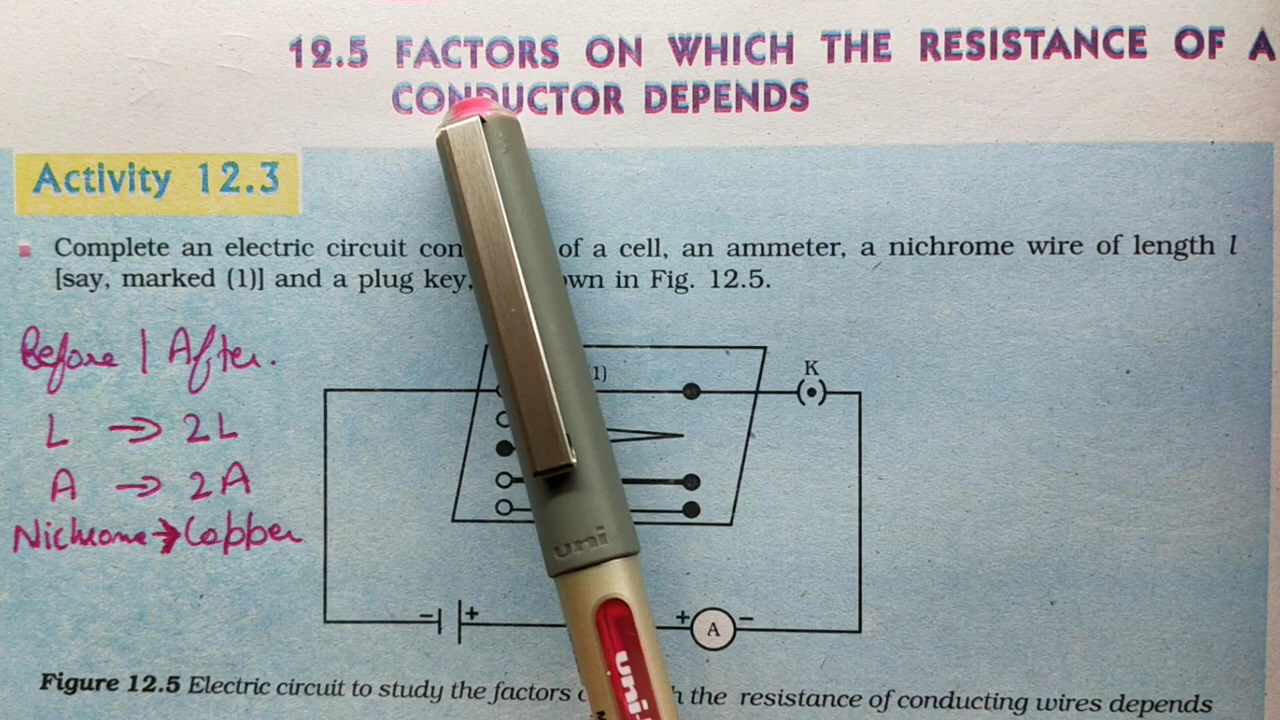 12.5 FACTORS ON WHICH THE RESISTANCE OF A
CONDUCTOR DEPENDS
Activity 12.3
Complete an electric circuit con of a cell, an ammeter, a nichrome wire of length l
[say, marked (1)] and a plug key, wn in Fig. 12.5.
Before | After.
L → 2L
A → 2A
Nichrome → Copper
1)
K
uni
− +
+ A −
uni
Figure 12.5 Electric circuit to study the factors h the resistance of conducting wires depends